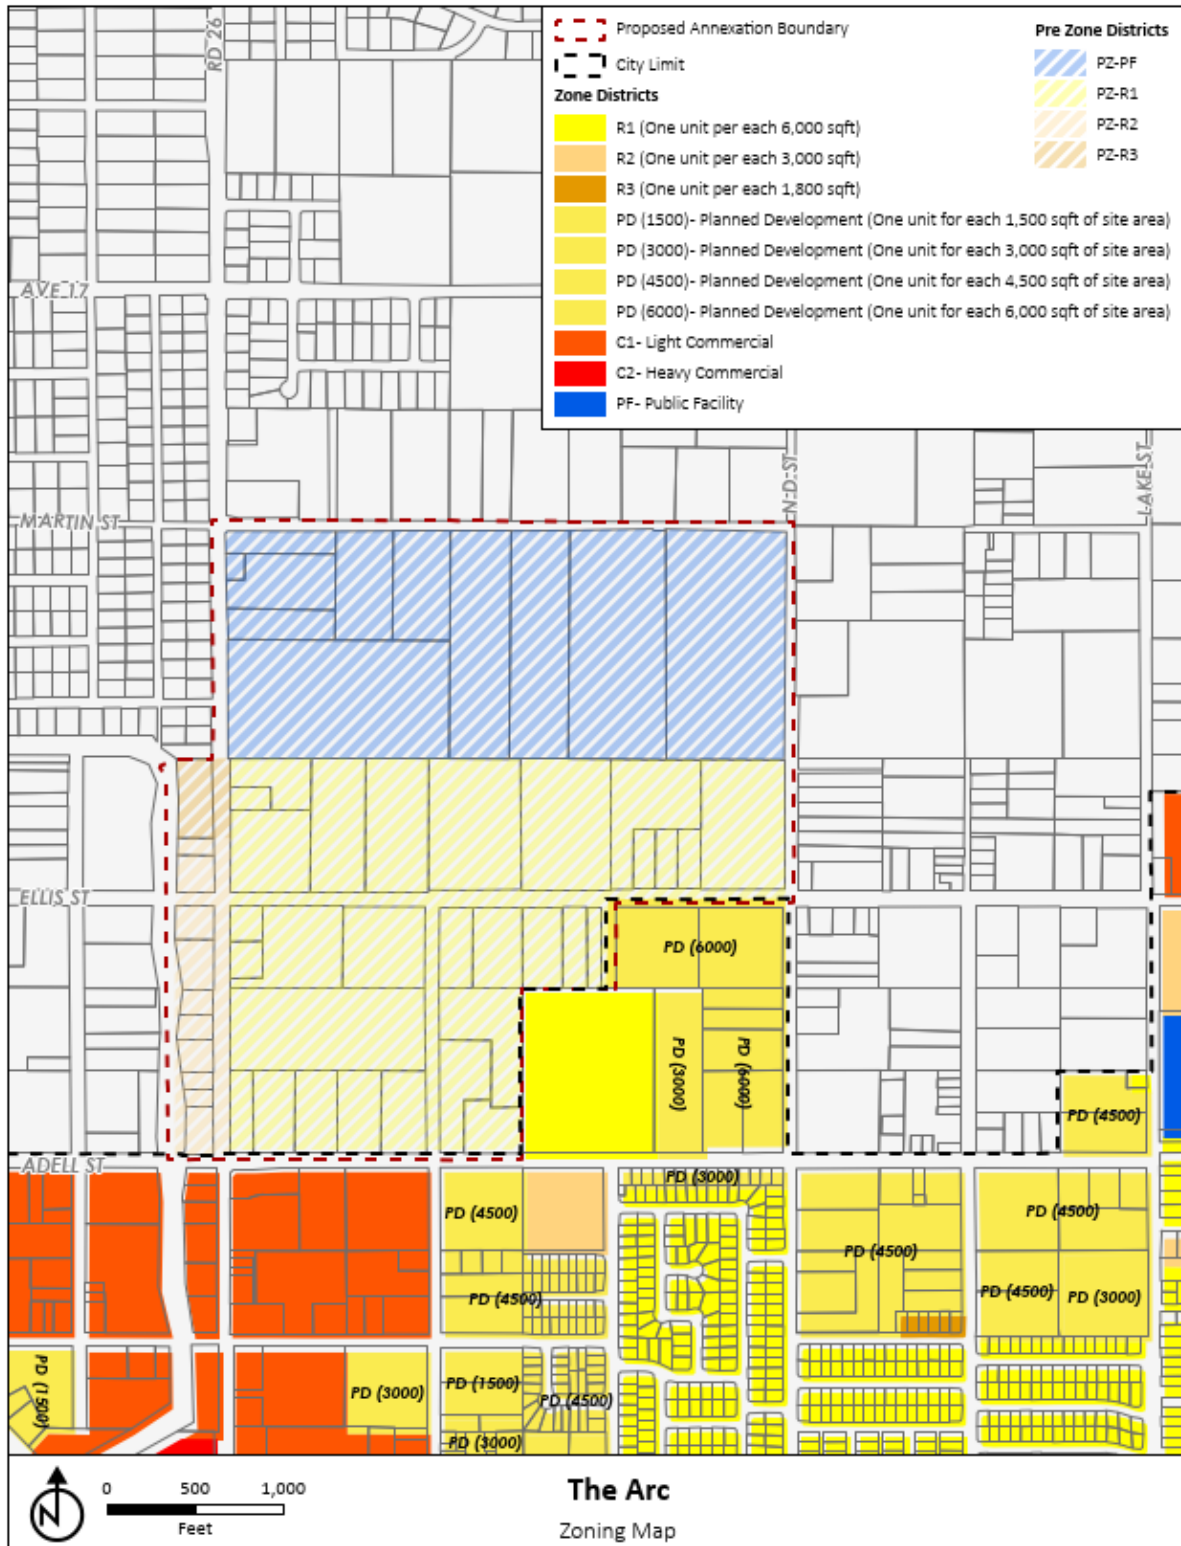 Proposed Annexation Boundary
City Limit
Zone Districts
R1 (One unit per each 6,000 sqft)
R2 (One unit per each 3,000 sqft)
R3 (One unit per each 1,800 sqft)
PD (1500)- Planned Development (One unit for each 1,500 sqft of site area)
PD (3000)- Planned Development (One unit for each 3,000 sqft of site area)
PD (4500)- Planned Development (One unit for each 4,500 sqft of site area)
PD (6000)- Planned Development (One unit for each 6,000 sqft of site area)
C1- Light Commercial
C2- Heavy Commercial
PF- Public Facility
Pre Zone Districts
PZ-PF
PZ-R1
PZ-R2
PZ-R3
RD 26
AVE 17
N D ST
LAKE ST
MARTIN ST
ELLIS ST
PD (6000)
PD (3000)
PD (6000)
PD (4500)
ADELL ST
PD (3000)
PD (4500)
PD (4500)
PD (4500)
PD (4500)
PD (4500)
PD (3000)
PD (1500)
PD (3000)
PD (1500)
PD (4500)
PD (3000)
N
0 500 1,000
Feet
The Arc
Zoning Map